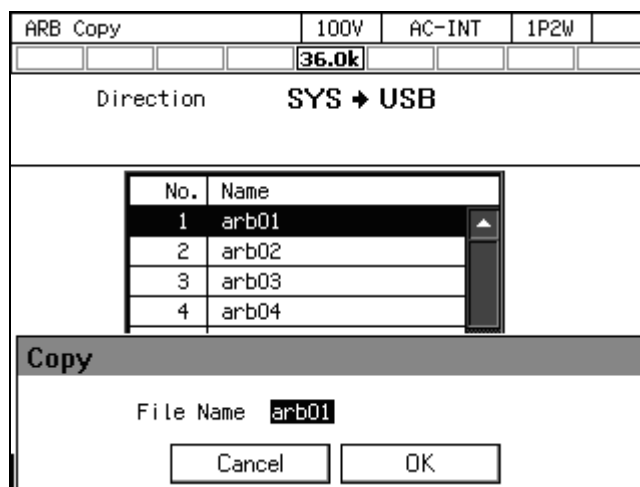 ARB Copy 100V AC-INT 1P2W
36.0k
Direction SYS → USB
No. Name
1 arb01
2 arb02
3 arb03
4 arb04
Copy
File Name arb01
Cancel OK